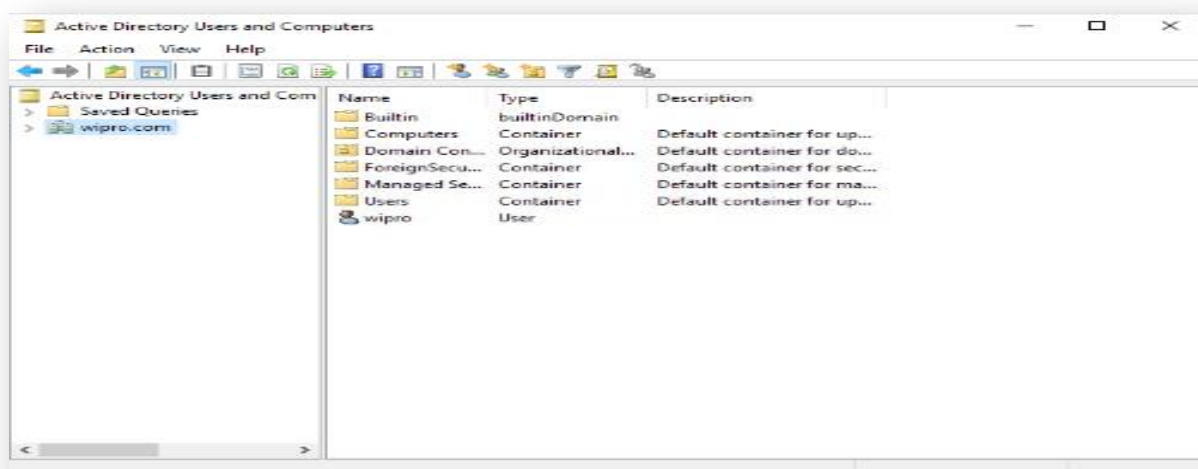 Active Directory Users and Computers
File Action View Help
Active Directory Users and Com
Saved Queries
wipro.com
Name Type Description
Builtin builtinDomain
Computers Container Default container for up...
Domain Con... Organizational... Default container for do...
ForeignSecu... Container Default container for sec...
Managed Se... Container Default container for ma...
Users Container Default container for up...
wipro User